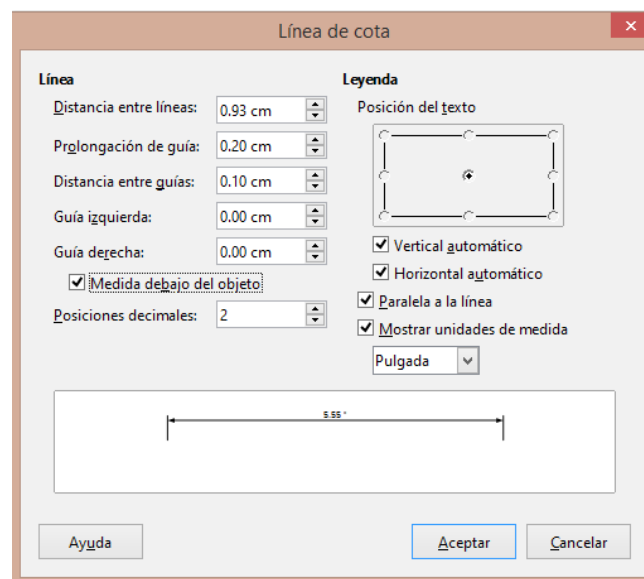 Línea de cota
Línea
Distancia entre líneas: 0.93 cm
Prolongación de guía: 0.20 cm
Distancia entre guías: 0.10 cm
Guía izquierda: 0.00 cm
Guía derecha: 0.00 cm
Medida debajo del objeto
Posiciones decimales: 2
Leyenda
Posición del texto
Vertical automático
Horizontal automático
Paralela a la línea
Mostrar unidades de medida
Pulgada
5.55 "
Ayuda
Aceptar
Cancelar